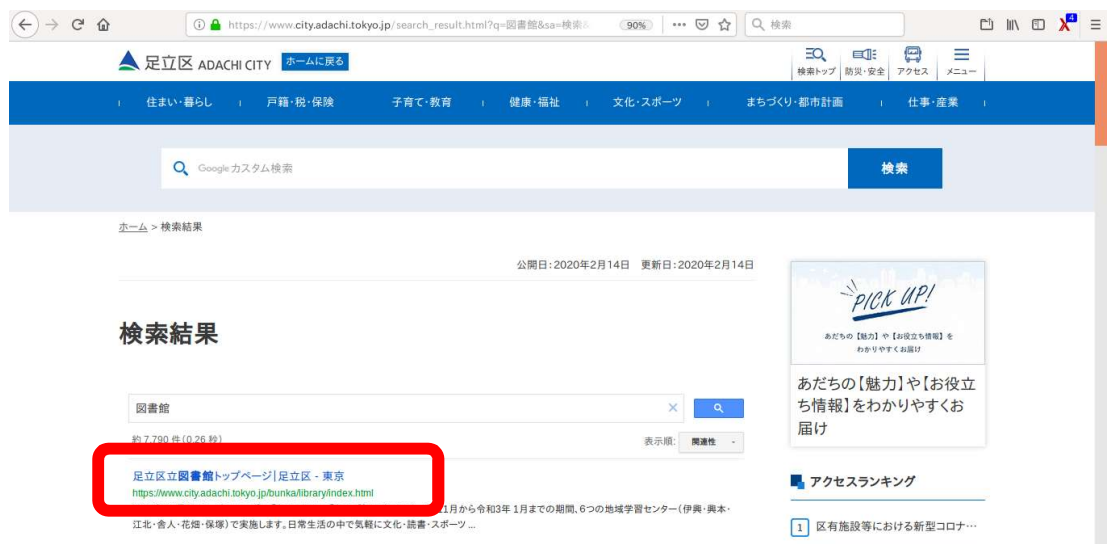 https://www.city.adachi.tokyo.jp/search_result.html?q=図書館&sa=検索
90%
検索
4
足立区 ADACHI CITY ホームに戻る
検索トップ 防災・安全 アクセス メニュー
住まい・暮らし 戸籍・税・保険 子育て・教育 健康・福祉 文化・スポーツ まちづくり・都市計画 仕事・産業
Google カスタム検索 検索
ホーム > 検索結果
公開日:2020年2月14日 更新日:2020年2月14日
検索結果
図書館
約 7,790 件 (0.26 秒)
表示順: 関連性
足立区立図書館トップページ|足立区 - 東京
https://www.city.adachi.tokyo.jp/bunka/library/index.html
1月から令和3年 1月までの期間、6つの地域学習センター(伊興・興本・
江北・舎人・花畑・保塚)で実施します。日常生活の中で気軽に文化・読書・スポーツ ...
PICK UP!
あだちの【魅力】や【お役立ち情報】を
わかりやすくお届け
あだちの【魅力】や【お役立
ち情報】をわかりやすくお
届け
アクセスランキング
1 区有施設等における新型コロナ…